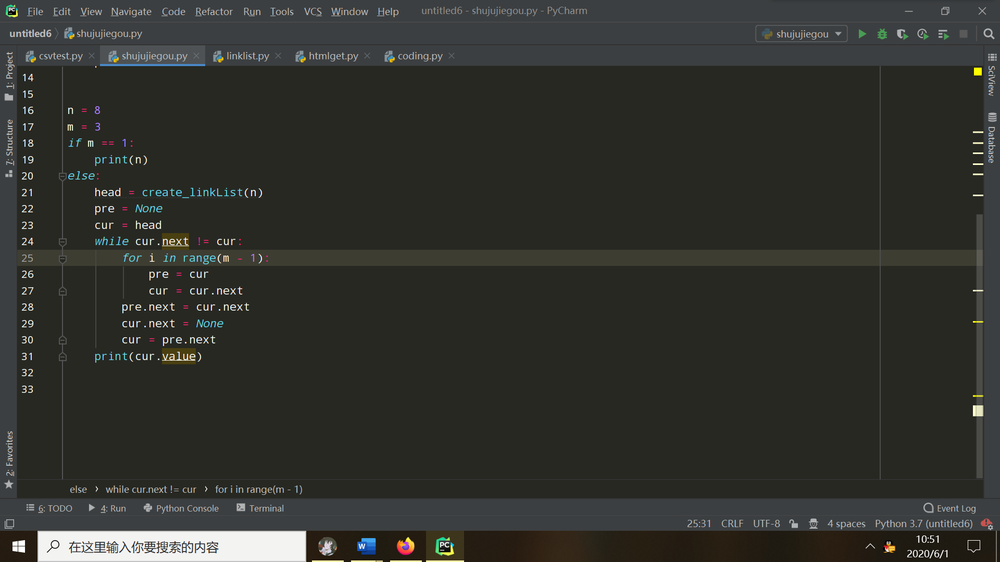 File Edit View Navigate Code Refactor Run Tools VCS Window Help untitled6 - shujujiegou.py - PyCharm
untitled6 shujujiegou.py shujujiegou
csvtest.py shujujiegou.py linklist.py htmlget.py coding.py
1: Project
7: Structure
2: Favorites
SciView
Database
14
15
16 n = 8
17 m = 3
18 if m == 1:
19 print(n)
20 else:
21 head = create_linkList(n)
22 pre = None
23 cur = head
24 while cur.next != cur:
25 for i in range(m - 1):
26 pre = cur
27 cur = cur.next
28 pre.next = cur.next
29 cur.next = None
30 cur = pre.next
31 print(cur.value)
32
33
else › while cur.next != cur › for i in range(m - 1)
6: TODO 4: Run Python Console Terminal Event Log
25:31 CRLF UTF-8 4 spaces Python 3.7 (untitled6)
在这里输入你要搜索的内容
10:51
2020/6/1